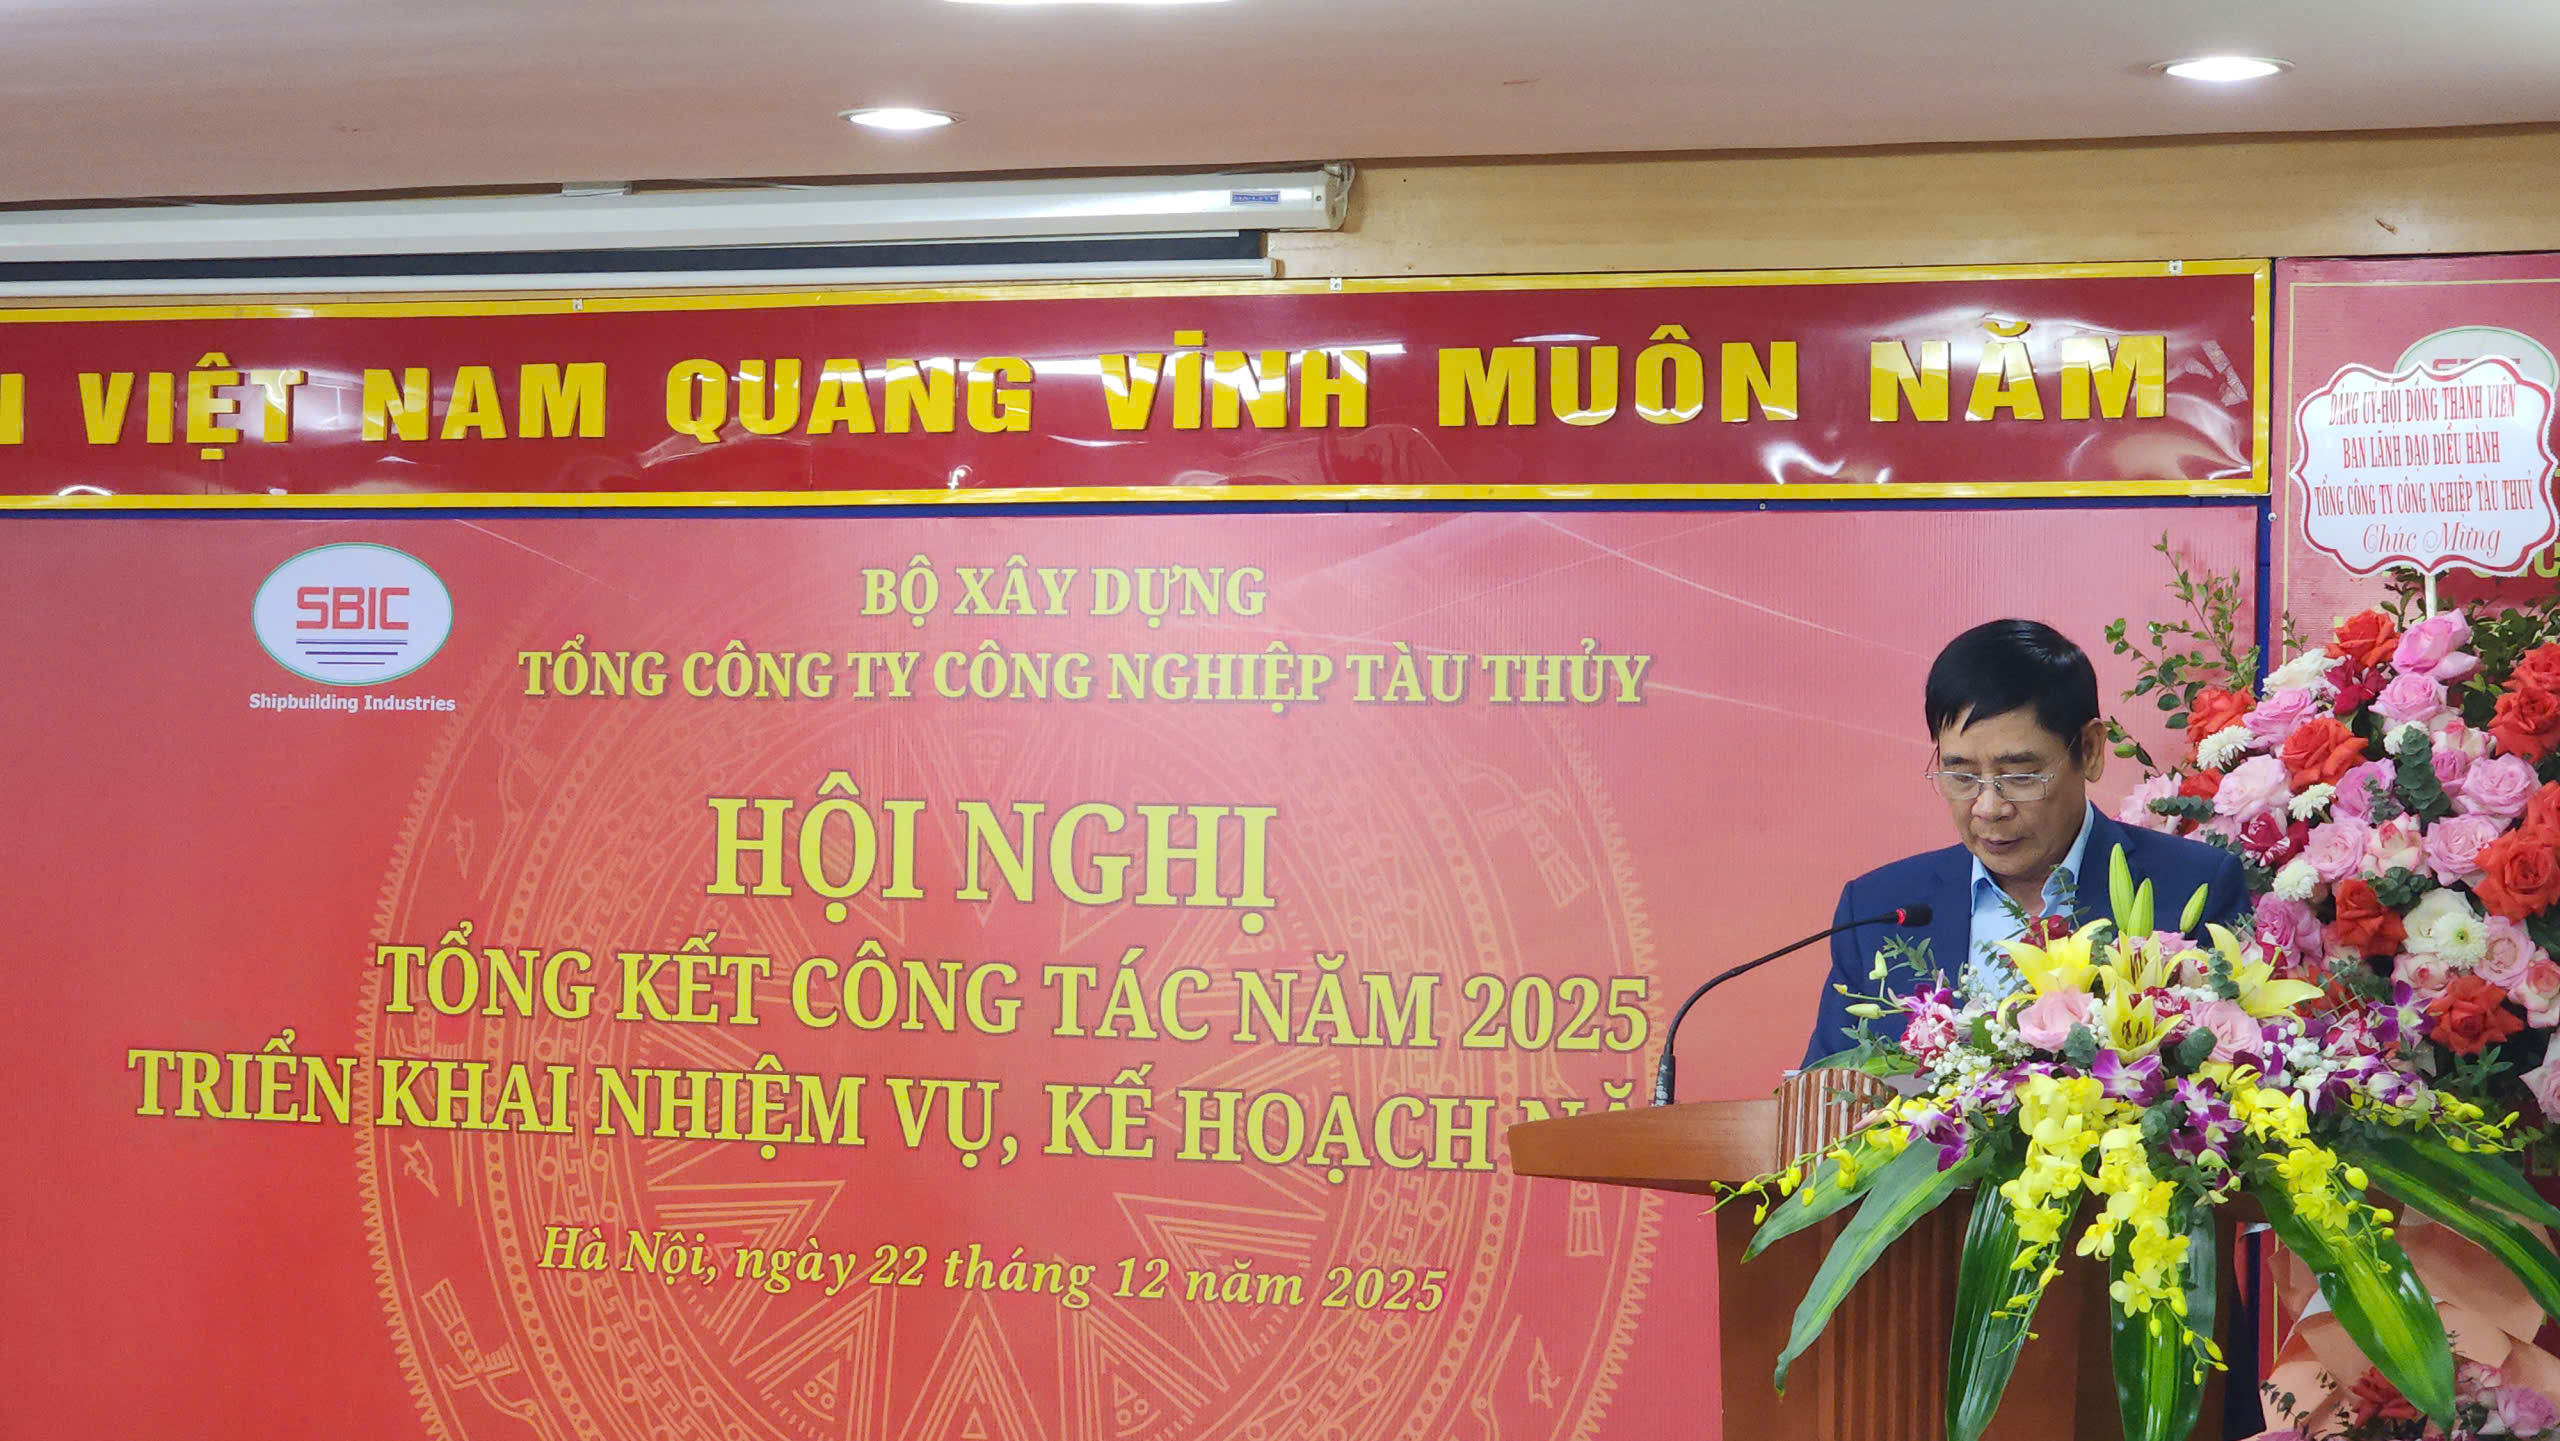 VIỆT NAM QUANG VINH MUÔN NĂM
SBIC
Shipbuilding Industries
BỘ XÂY DỰNG
TỔNG CÔNG TY CÔNG NGHIỆP TÀU THỦY
HỘI NGHỊ
TỔNG KẾT CÔNG TÁC NĂM 2025
TRIỂN KHAI NHIỆM VỤ, KẾ HOẠCH NĂ
Hà Nội, ngày 22 tháng 12 năm 2025
ĐẢNG ỦY-HỘI ĐỒNG THÀNH VIÊN
BAN LÃNH ĐẠO ĐIỀU HÀNH
TỔNG CÔNG TY CÔNG NGHIỆP TÀU THUỶ
Chúc Mừng